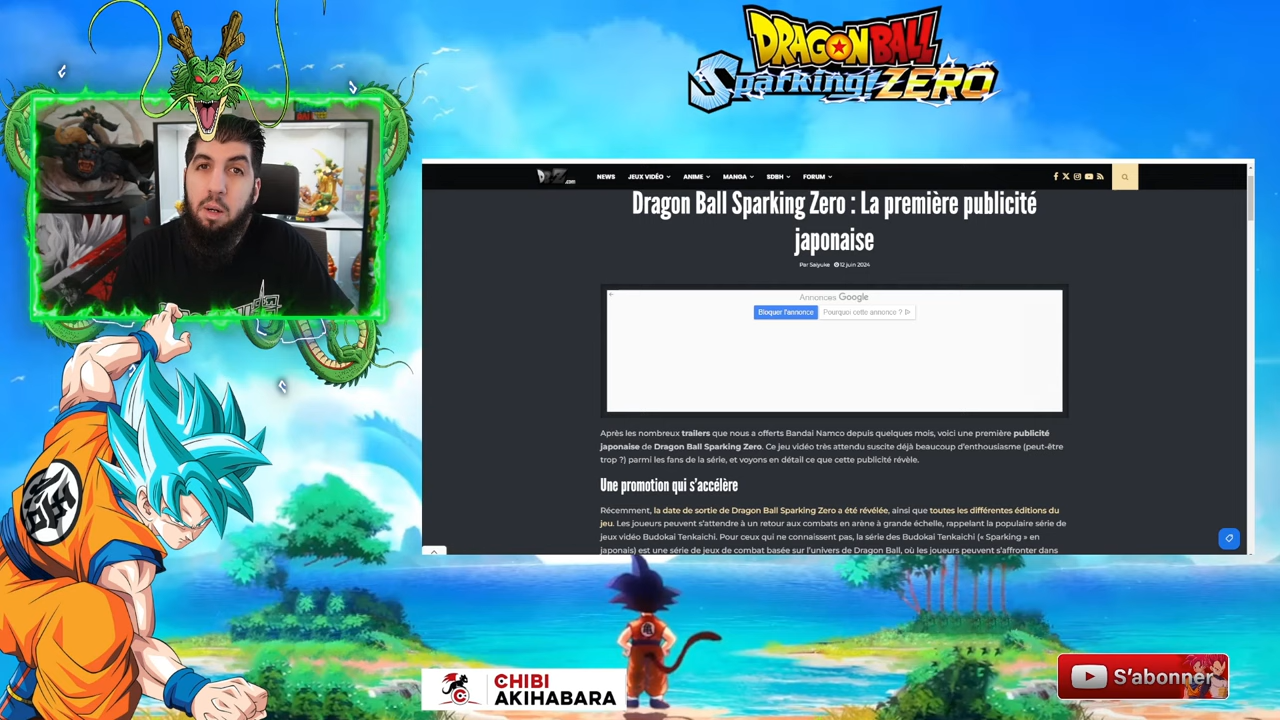 DRAGON BALL
Sparking! ZERO
DBZ.com
NEWS
JEUX VIDÉO
ANIME
MANGA
SDBH
FORUM
Dragon Ball Sparking Zero : La première publicité
japonaise
Par Saiyuke 12 juin 2024
Annonces Google
Bloquer l'annonce
Pourquoi cette annonce ?
Après les nombreux trailers que nous a offerts Bandai Namco depuis quelques mois, voici une première publicité
japonaise de Dragon Ball Sparking Zero. Ce jeu vidéo très attendu suscite déjà beaucoup d'enthousiasme (peut-être
trop ?) parmi les fans de la série, et voyons en détail ce que cette publicité révèle.
Une promotion qui s'accélère
Récemment, la date de sortie de Dragon Ball Sparking Zero a été révélée, ainsi que toutes les différentes éditions du
jeu. Les joueurs peuvent s'attendre à un retour aux combats en arène à grande échelle, rappelant la populaire série de
jeux vidéo Budokai Tenkaichi. Pour ceux qui ne connaissent pas, la série des Budokai Tenkaichi (« Sparking » en
japonais) est une série de jeux de combat basée sur l'univers de Dragon Ball, où les joueurs peuvent s'affronter dans
CHIBI
AKIHABARA
S'abonner